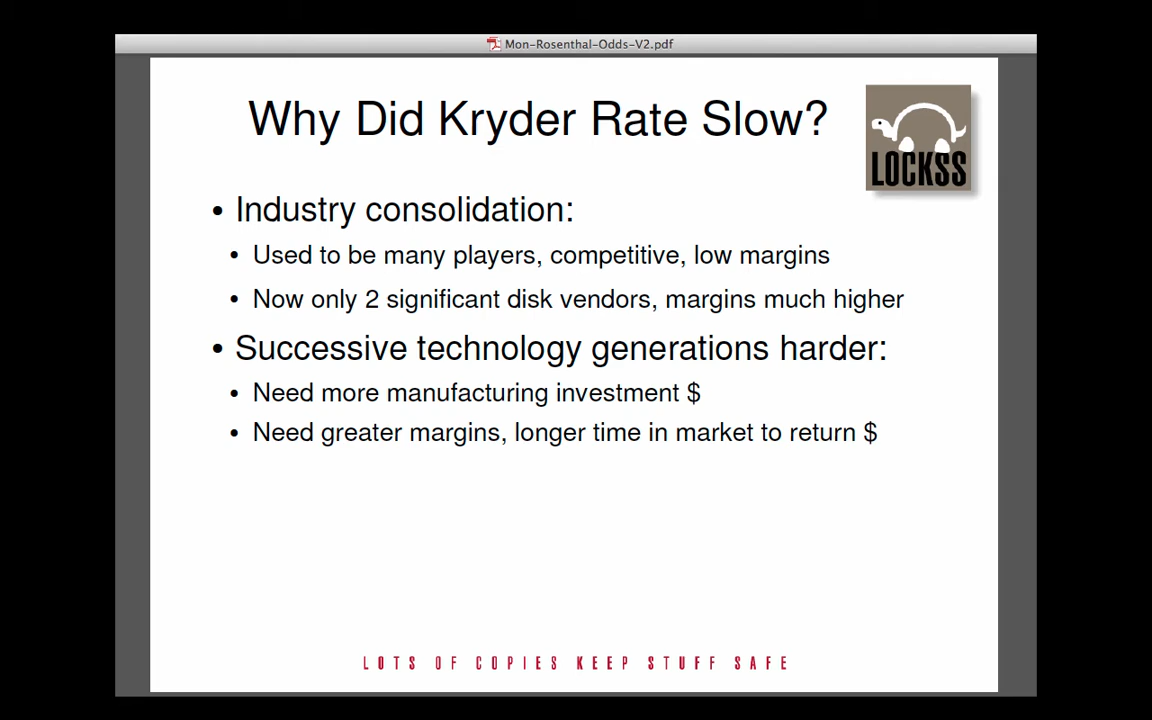 Mon-Rosenthal-Odds-V2.pdf
Why Did Kryder Rate Slow?
LOCKSS
• Industry consolidation:
• Used to be many players, competitive, low margins
• Now only 2 significant disk vendors, margins much higher
• Successive technology generations harder:
• Need more manufacturing investment $
• Need greater margins, longer time in market to return $
LOTS OF COPIES KEEP STUFF SAFE